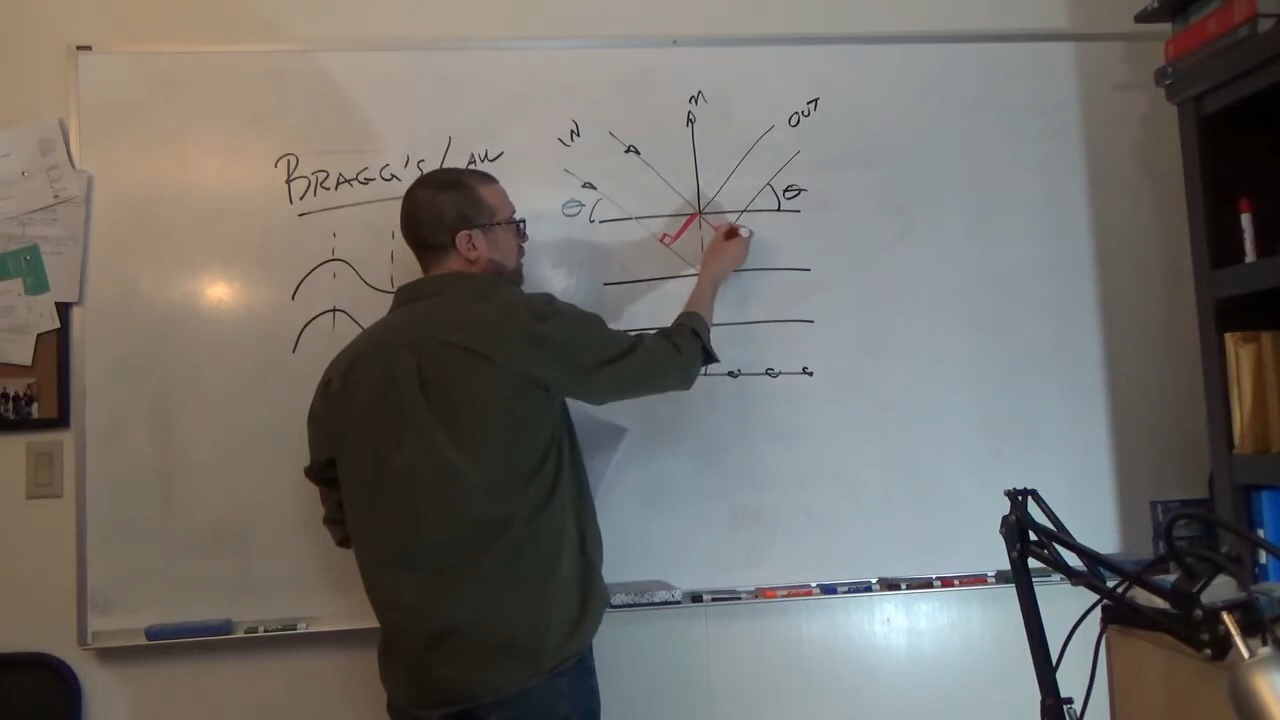 BRAGG'S LAW
IN
n
OUT
θ
θ